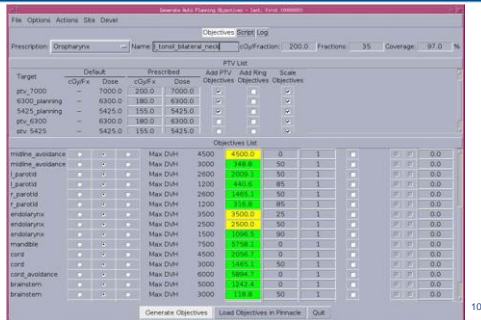 Generate Auto Planning Objectives - last, first (0000000)
File Options Actions Site Devel
Objectives Script Log
Prescription: Oropharynx Name: l_tonsil_bilateral_neck cGy/Fraction: 200.0 Fractions: 35 Coverage: 97.0 %
PTV List
Target Default Prescribed Add PTV Add Ring Scale
cGy/Fx Dose cGy/Fx Dose Objectives Objectives Objectives
ptv_7000 -- 7000.0 200.0 7000.0
6300_planning -- 6300.0 180.0 6300.0
5425_planning -- 5425.0 155.0 5425.0
ptv_6300 -- 6300.0 180.0 6300.0
ptv_5425 -- 5425.0 155.0 5425.0
Objectives List
midline_avoidance Max DVH 4500 4500.0 0 1 0.0
midline_avoidance Max DVH 3000 348.8 50 1 0.0
l_parotid Max DVH 2600 2009.1 50 1 0.0
l_parotid Max DVH 1200 440.6 85 1 0.0
r_parotid Max DVH 2600 1465.1 50 1 0.0
r_parotid Max DVH 1200 316.8 85 1 0.0
endolarynx Max DVH 3500 3500.0 25 1 0.0
endolarynx Max DVH 2500 2500.0 50 1 0.0
endolarynx Max DVH 1500 1096.5 90 1 0.0
mandible Max DVH 7500 5758.1 0 1 0.0
cord Max DVH 4500 2056.7 0 1 0.0
cord Max DVH 3000 1465.1 50 1 0.0
cord_avoidance Max DVH 6000 5894.7 0 1 0.0
brainstem Max DVH 5000 1242.4 0 1 0.0
brainstem Max DVH 3000 118.8 50 1 0.0
Generate Objectives Load Objectives in Pinnacle Quit
10